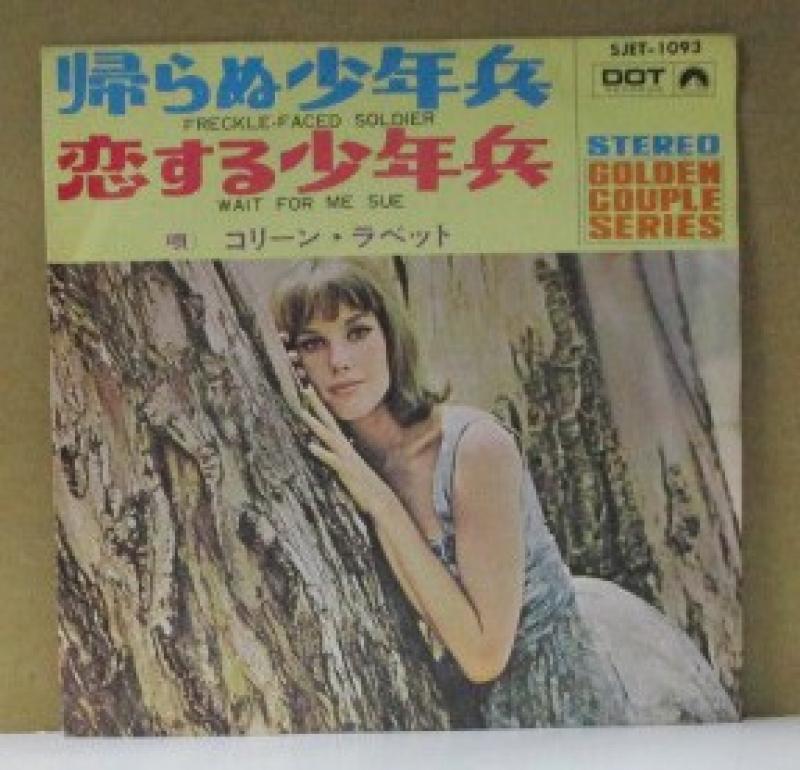 SJET-1093
帰らぬ少年兵
FRECKLE-FACED SOLDIER
恋する少年兵
WAIT FOR ME SUE
唄) コリーン・ラベット
DOT
STEREO
GOLDEN
COUPLE
SERIES